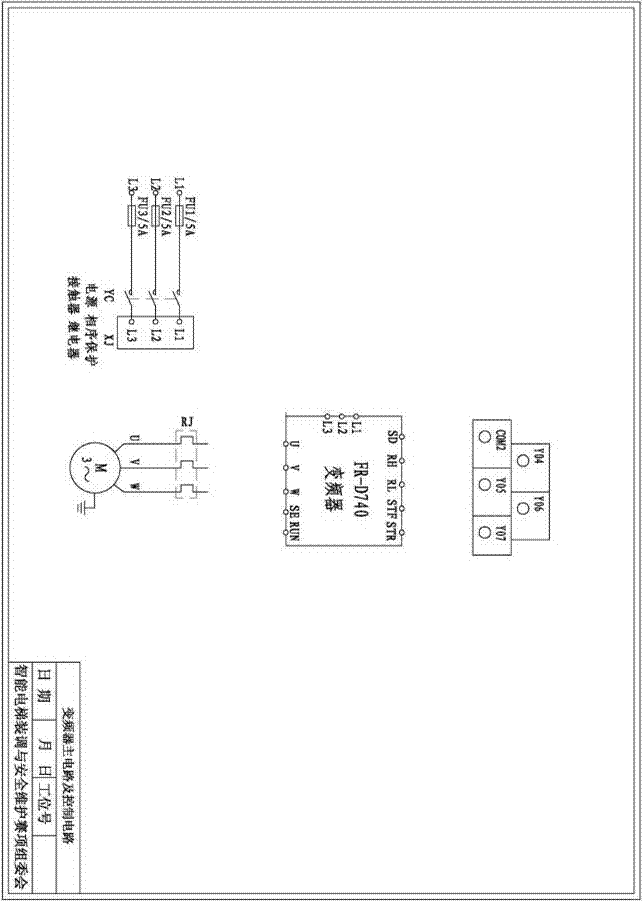 Y04 Y06
COM2 Y05 Y07
SD RH RL STF STR
L1
L2
L3
FR-D740
变频器
U V W SE RUN
L1 FU1/5A L1
L2 FU2/5A L2
L3 FU3/5A L3
YC XJ
电源 相序保护
接触器 继电器
RJ
U V W
M
3～
变频器主电路及控制电路
日 期 月 日 工位号
智能电梯装调与安全维护赛项组委会